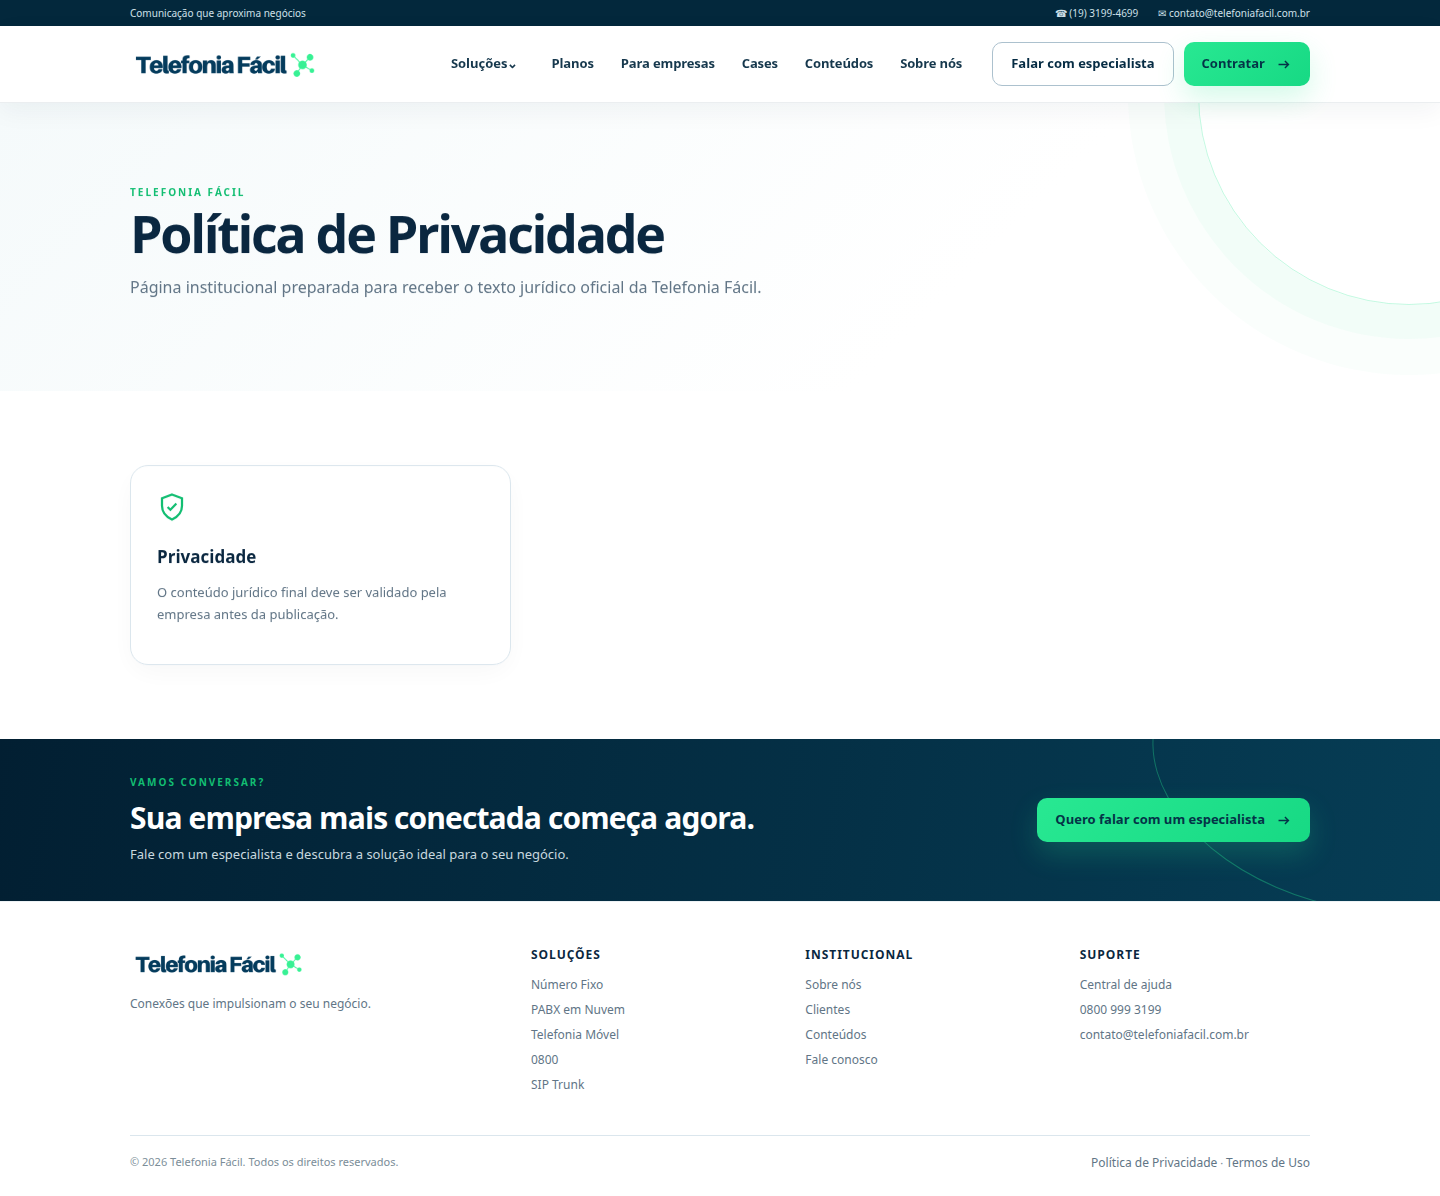 Comunicação que aproxima negócios
☎ (19) 3199-4699
✉ contato@telefoniafacil.com.br
Telefonia Fácil
Soluções
Planos
Para empresas
Cases
Conteúdos
Sobre nós
Falar com especialista
Contratar →
TELEFONIA FÁCIL
Política de Privacidade
Página institucional preparada para receber o texto jurídico oficial da Telefonia Fácil.
Privacidade
O conteúdo jurídico final deve ser validado pela
empresa antes da publicação.
VAMOS CONVERSAR?
Sua empresa mais conectada começa agora.
Fale com um especialista e descubra a solução ideal para o seu negócio.
Quero falar com um especialista →
Telefonia Fácil
Conexões que impulsionam o seu negócio.
SOLUÇÕES
Número Fixo
PABX em Nuvem
Telefonia Móvel
0800
SIP Trunk
INSTITUCIONAL
Sobre nós
Clientes
Conteúdos
Fale conosco
SUPORTE
Central de ajuda
0800 999 3199
contato@telefoniafacil.com.br
© 2026 Telefonia Fácil. Todos os direitos reservados.
Política de Privacidade · Termos de Uso